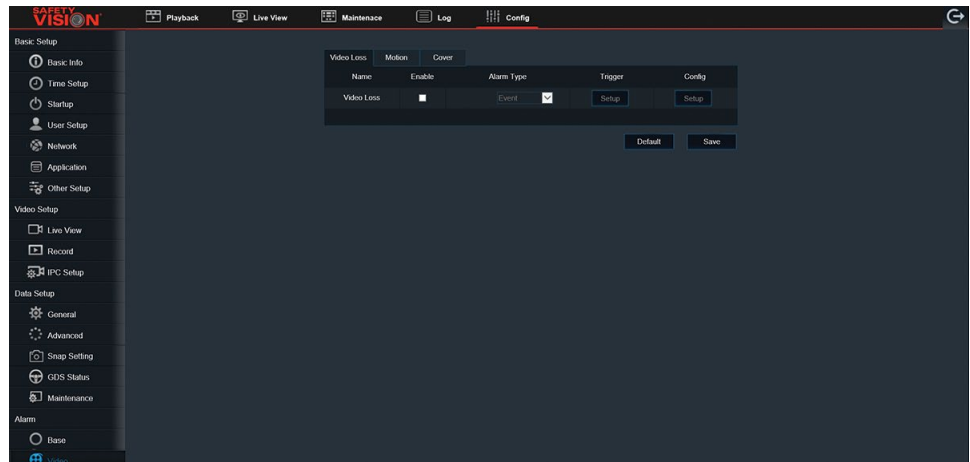 SAFETY
VISION
Playback Live View Maintenace Log Config
Basic Setup
Basic Info
Time Setup
Startup
User Setup
Network
Application
Other Setup
Video Setup
Live View
Record
IPC Setup
Data Setup
General
Advanced
Snap Setting
GDS Status
Maintenance
Alarm
Base
Video
Video Loss Motion Cover
Name Enable Alarm Type Trigger Config
Video Loss Event Setup Setup
Default Save